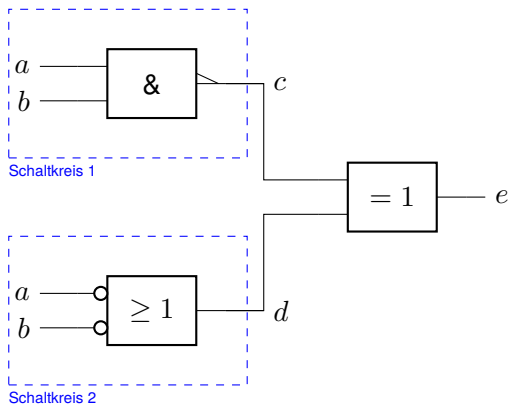 a
&
c
b
Schaltkreis 1
= 1
e
a
≥ 1
d
b
Schaltkreis 2